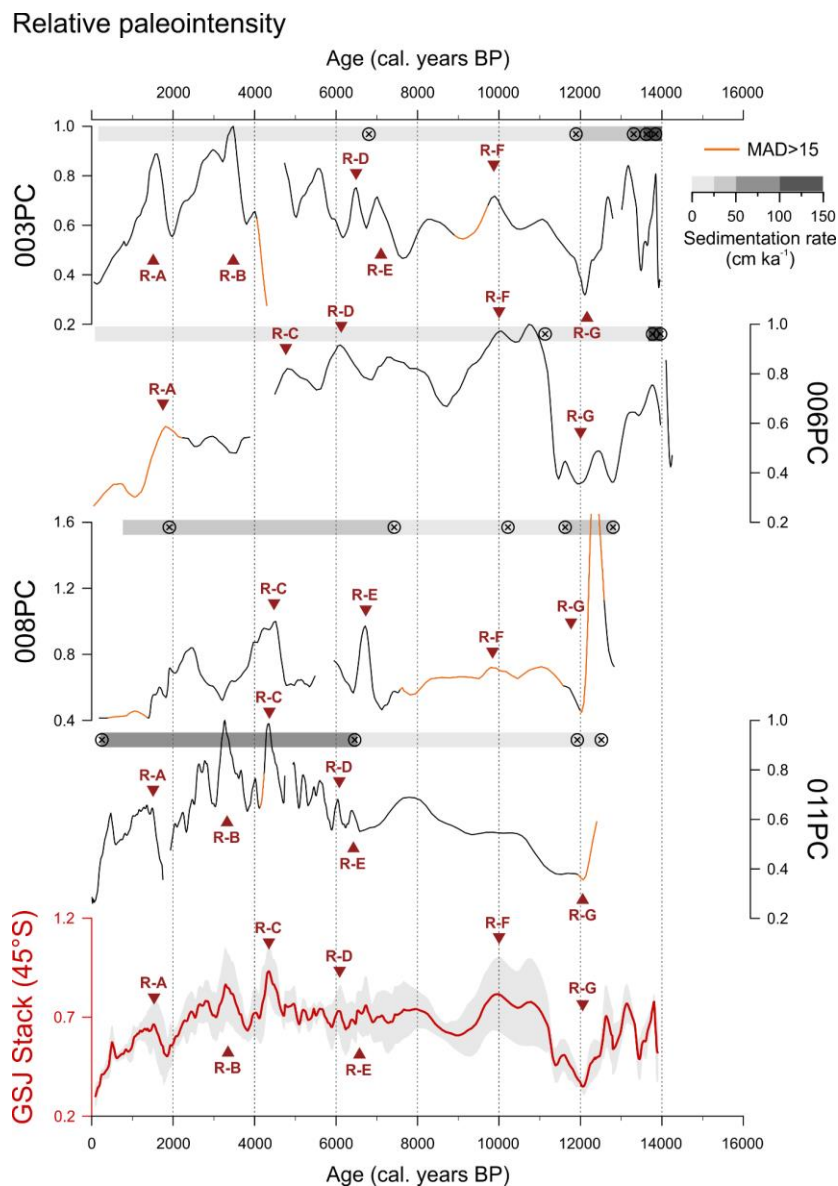 Relative paleointensity
Age (cal. years BP)
2000 4000 6000 8000 10000 12000 14000 16000
1.0
0.8
0.6
0.4
0.2
003PC
R-A
R-B
R-D
R-E
R-F
R-G
MAD>15
0 50 100 150
Sedimentation rate
(cm ka-1)
1.0
0.8
0.6
0.4
0.2
006PC
R-A
R-C
R-D
R-F
R-G
1.6
1.2
0.8
0.4
008PC
R-C
R-E
R-F
R-G
1.0
0.8
0.6
0.4
0.2
011PC
R-A
R-B
R-C
R-D
R-E
R-G
1.2
0.7
0.2
GSJ Stack (45°S)
R-A
R-B
R-C
R-D
R-E
R-F
R-G
0 2000 4000 6000 8000 10000 12000 14000 16000
Age (cal. years BP)